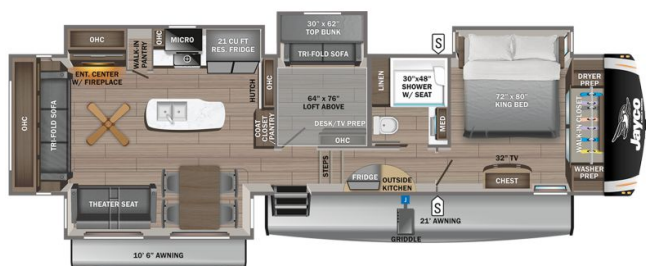 OHC
WALK-IN
PANTRY
OHC
MICRO
21 CU FT
RES. FRIDGE
30" x 62"
TOP BUNK
TRI-FOLD SOFA
S
ENT. CENTER
W/ FIREPLACE
HUTCH
OHC
64" x 76"
LOFT ABOVE
LINEN
30"x48"
SHOWER
W/ SEAT
72" x 80"
KING BED
DRYER
PREP
OHC
TRI-FOLD SOFA
COAT
CLOSET
/PANTRY
DESK/TV PREP
OHC
MED
WALK-IN CLOSET
Jayco
THEATER SEAT
STEPS
FRIDGE
OUTSIDE
KITCHEN
32" TV
CHEST
WASHER
PREP
S
GRIDDLE
21' AWNING
10' 6" AWNING